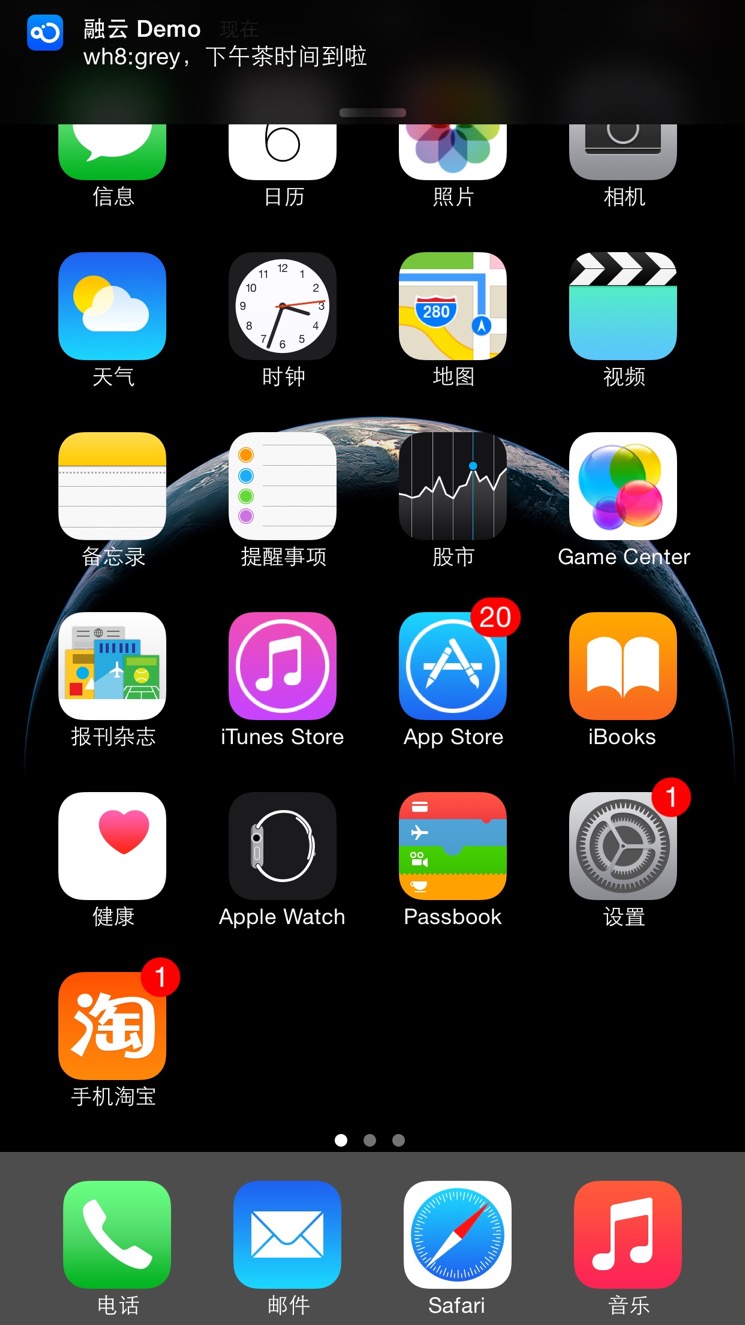 融云 Demo 现在
wh8:grey，下午茶时间到啦
6
信息 日历 照片 相机
12
11 1
10 2
9 3
8 4
7 5
6
280
天气 时钟 地图 视频
备忘录 提醒事项 股市 Game Center
20
报刊杂志 iTunes Store App Store iBooks
1
健康 Apple Watch Passbook 设置
1
淘
手机淘宝
电话 邮件 Safari 音乐